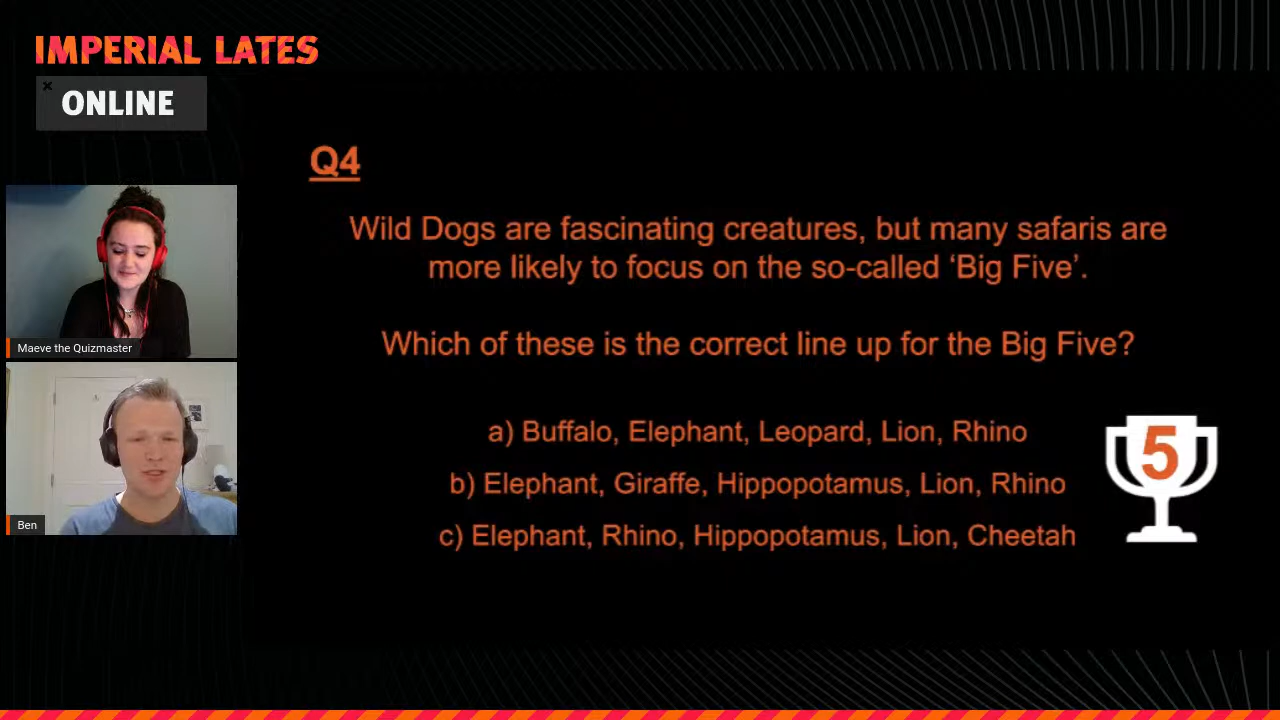 IMPERIAL LATES
ONLINE
Q4
Wild Dogs are fascinating creatures, but many safaris are
more likely to focus on the so-called ‘Big Five’.
Which of these is the correct line up for the Big Five?
a) Buffalo, Elephant, Leopard, Lion, Rhino
b) Elephant, Giraffe, Hippopotamus, Lion, Rhino
c) Elephant, Rhino, Hippopotamus, Lion, Cheetah
5
Maeve the Quizmaster
Ben